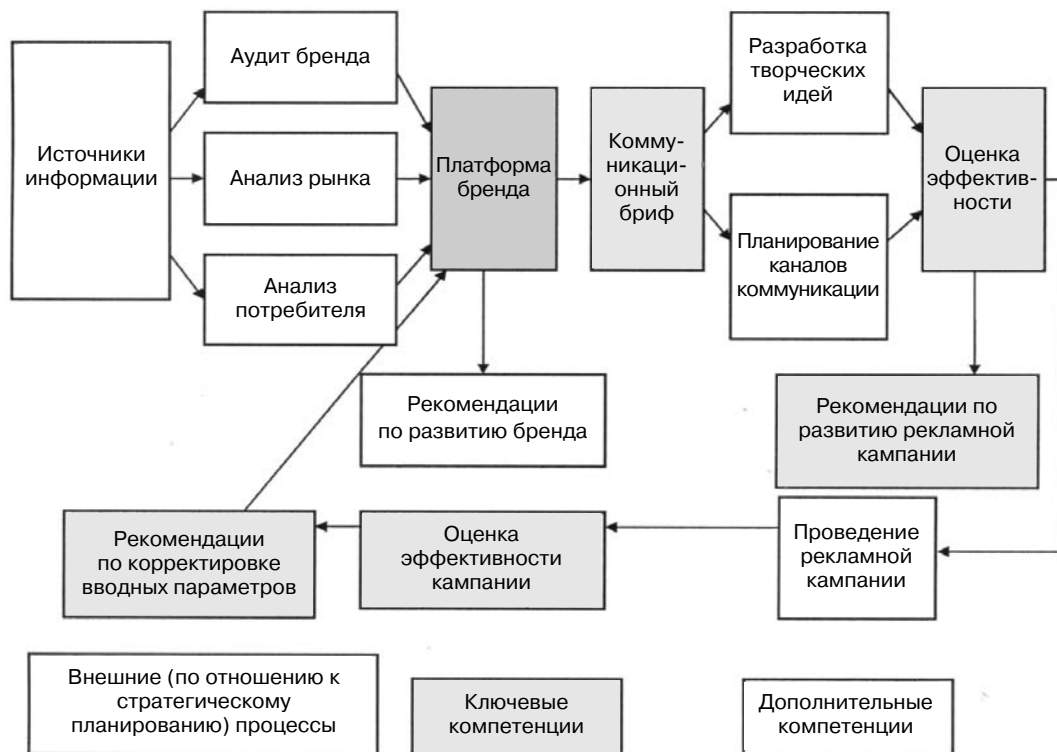 Источники
информации
Аудит бренда
Анализ рынка
Анализ
потребителя
Платформа
бренда
Рекомендации
по развитию бренда
Комму-
никаци-
онный
бриф
Разработка
творческих
идей
Планирование
каналов
коммуникации
Оценка
эффектив-
ности
Рекомендации по
развитию рекламной
кампании
Проведение
рекламной
кампании
Оценка
эффективности
кампании
Рекомендации
по корректировке
вводных параметров
Внешние (по отношению к
стратегическому
планированию) процессы
Ключевые
компетенции
Дополнительные
компетенции